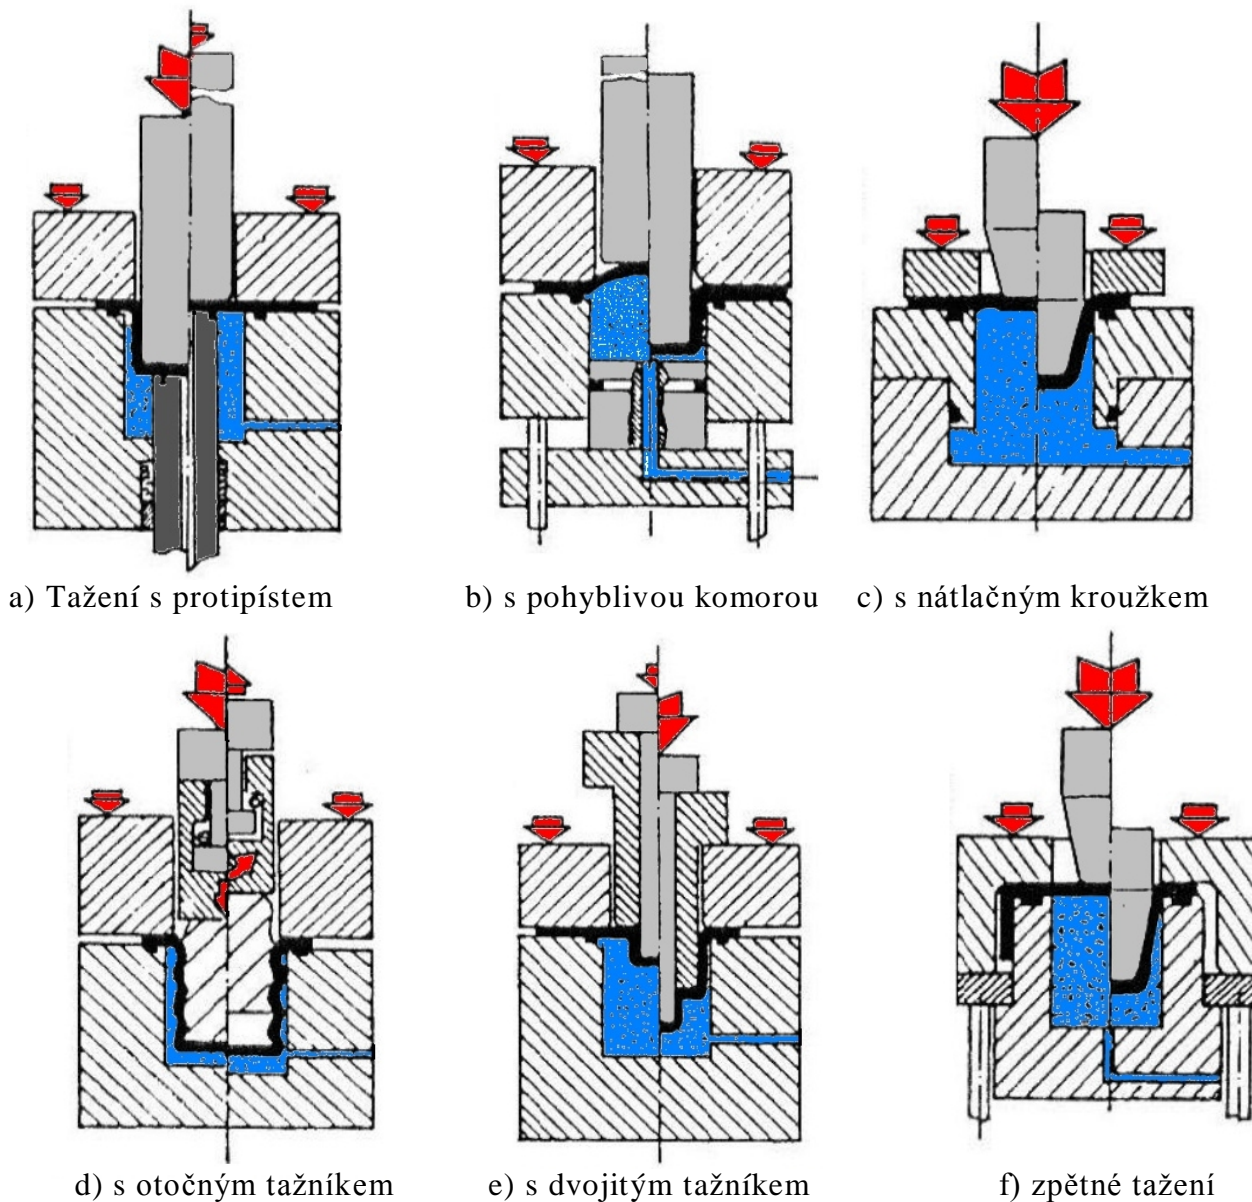 a) Tažení s protipístem
b) s pohyblivou komorou
c) s nátlačným kroužkem
d) s otočným tažníkem
e) s dvojitým tažníkem
f) zpětné tažení